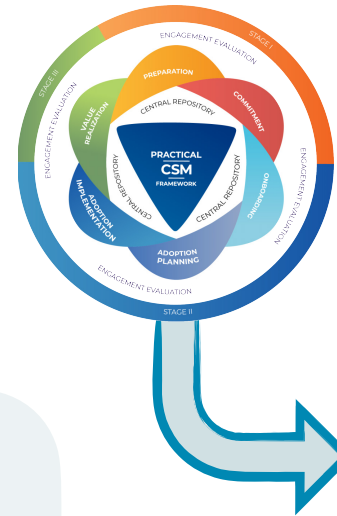 ENGAGEMENT EVALUATION
STAGE I
STAGE III
ENGAGEMENT EVALUATION
PREPARATION
COMMITMENT
VALUE
REALIZATION
CENTRAL REPOSITORY
PRACTICAL
CSM
FRAMEWORK
CENTRAL REPOSITORY
CENTRAL REPOSITORY
ONBOARDING
ENGAGEMENT EVALUATION
ADOPTION
IMPLEMENTATION
ADOPTION
PLANNING
ENGAGEMENT EVALUATION
STAGE II